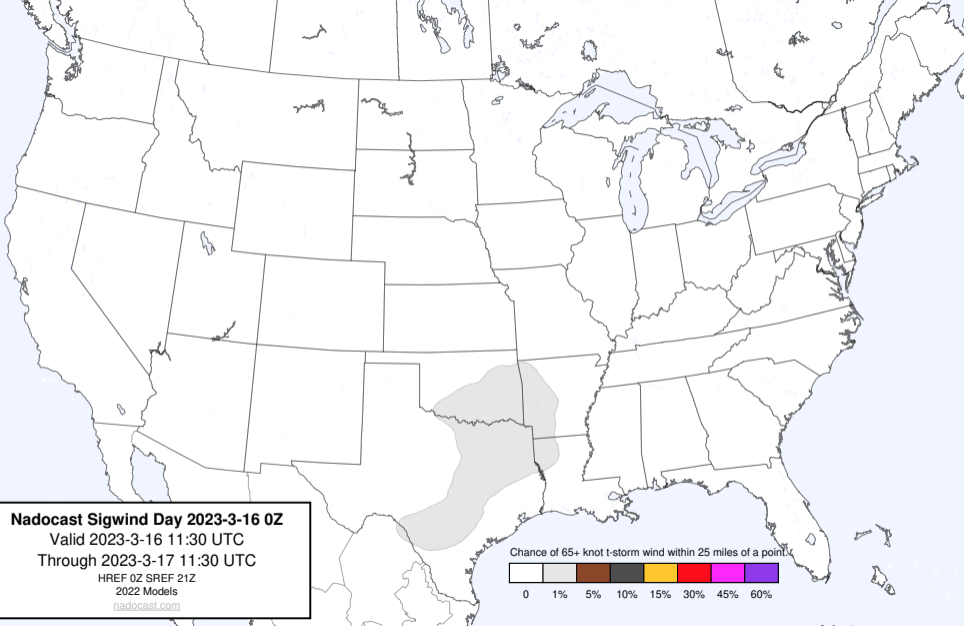 Nadocast Sigwind Day 2023-3-16 0Z
Valid 2023-3-16 11:30 UTC
Through 2023-3-17 11:30 UTC
HREF 0Z SREF 21Z
2022 Models
nadocast.com
Chance of 65+ knot t-storm wind within 25 miles of a point.
0 1% 5% 10% 15% 30% 45% 60%